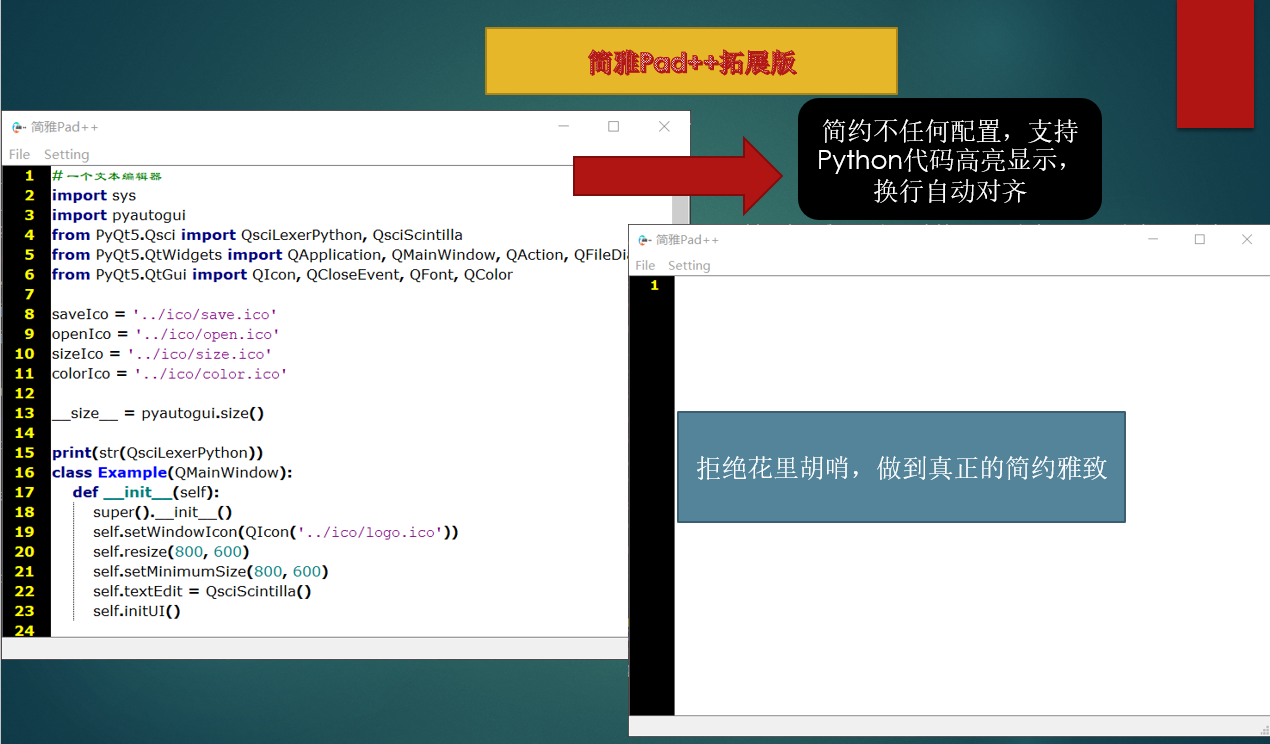 简雅Pad++拓展版
简雅Pad++
File Setting
1 #一个文本编辑器
2 import sys
3 import pyautogui
4 from PyQt5.Qsci import QsciLexerPython, QsciScintilla
5 from PyQt5.QtWidgets import QApplication, QMainWindow, QAction, QFileDi
6 from PyQt5.QtGui import QIcon, QCloseEvent, QFont, QColor
7
8 saveIco = '../ico/save.ico'
9 openIco = '../ico/open.ico'
10 sizeIco = '../ico/size.ico'
11 colorIco = '../ico/color.ico'
12
13 __size__ = pyautogui.size()
14
15 print(str(QsciLexerPython))
16 class Example(QMainWindow):
17 def __init__(self):
18 super().__init__()
19 self.setWindowIcon(QIcon('../ico/logo.ico'))
20 self.resize(800, 600)
21 self.setMinimumSize(800, 600)
22 self.textEdit = QsciScintilla()
23 self.initUI()
24
简约不任何配置，支持
Python代码高亮显示，
换行自动对齐
简雅Pad++
File Setting
1
拒绝花里胡哨，做到真正的简约雅致